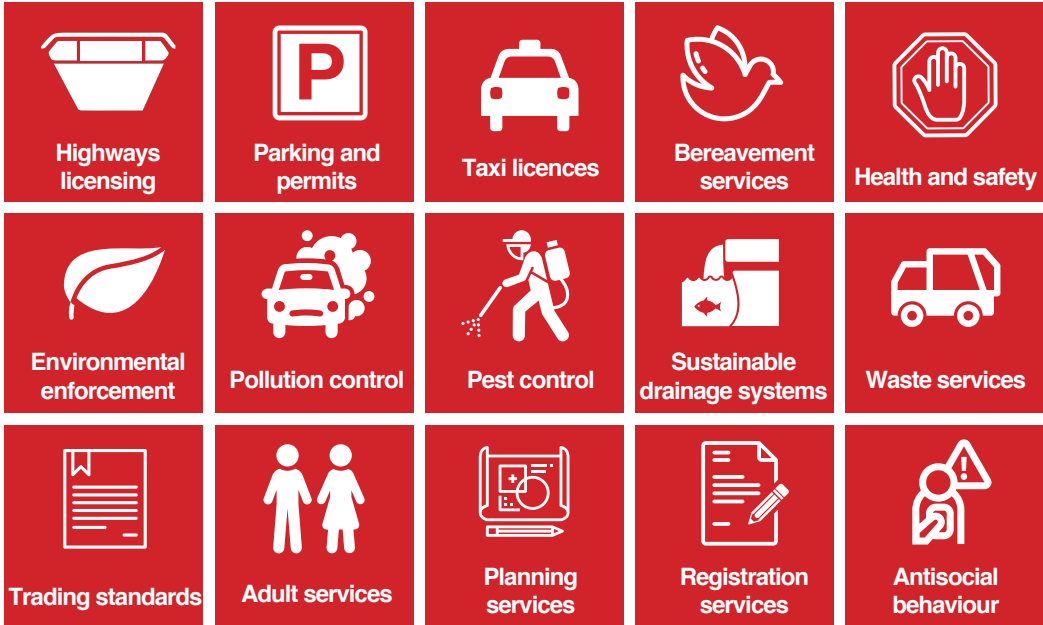 P
Highways
licensing
Parking and
permits
Taxi licences
Bereavement
services
Health and safety
Environmental
enforcement
Pollution control
Pest control
Sustainable
drainage systems
Waste services
Trading standards
Adult services
Planning
services
Registration
services
Antisocial
behaviour